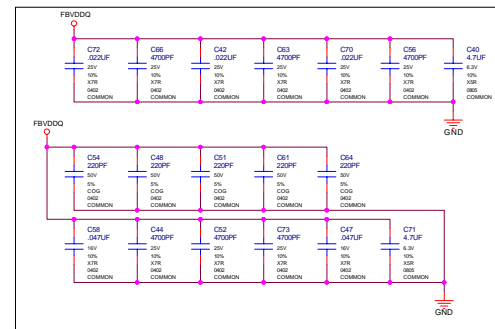 FBVDDQ
C72
.022UF
25V
10%
X7R
0402
COMMON
C66
4700PF
25V
10%
X7R
0402
COMMON
C42
.022UF
25V
10%
X7R
0402
COMMON
C63
4700PF
25V
10%
X7R
0402
COMMON
C70
.022UF
25V
10%
X7R
0402
COMMON
C56
4700PF
25V
10%
X7R
0402
COMMON
C40
4.7UF
6.3V
10%
X5R
0805
COMMON
GND
FBVDDQ
C54
220PF
50V
5%
COG
0402
COMMON
C48
220PF
50V
5%
COG
0402
COMMON
C51
220PF
50V
5%
COG
0402
COMMON
C61
220PF
50V
5%
COG
0402
COMMON
C64
220PF
50V
5%
COG
0402
COMMON
C58
.047UF
16V
10%
X7R
0402
COMMON
C44
4700PF
25V
10%
X7R
0402
COMMON
C52
4700PF
25V
10%
X7R
0402
COMMON
C73
4700PF
25V
10%
X7R
0402
COMMON
C47
.047UF
16V
10%
X7R
0402
COMMON
C71
4.7UF
6.3V
10%
X5R
0805
COMMON
GND